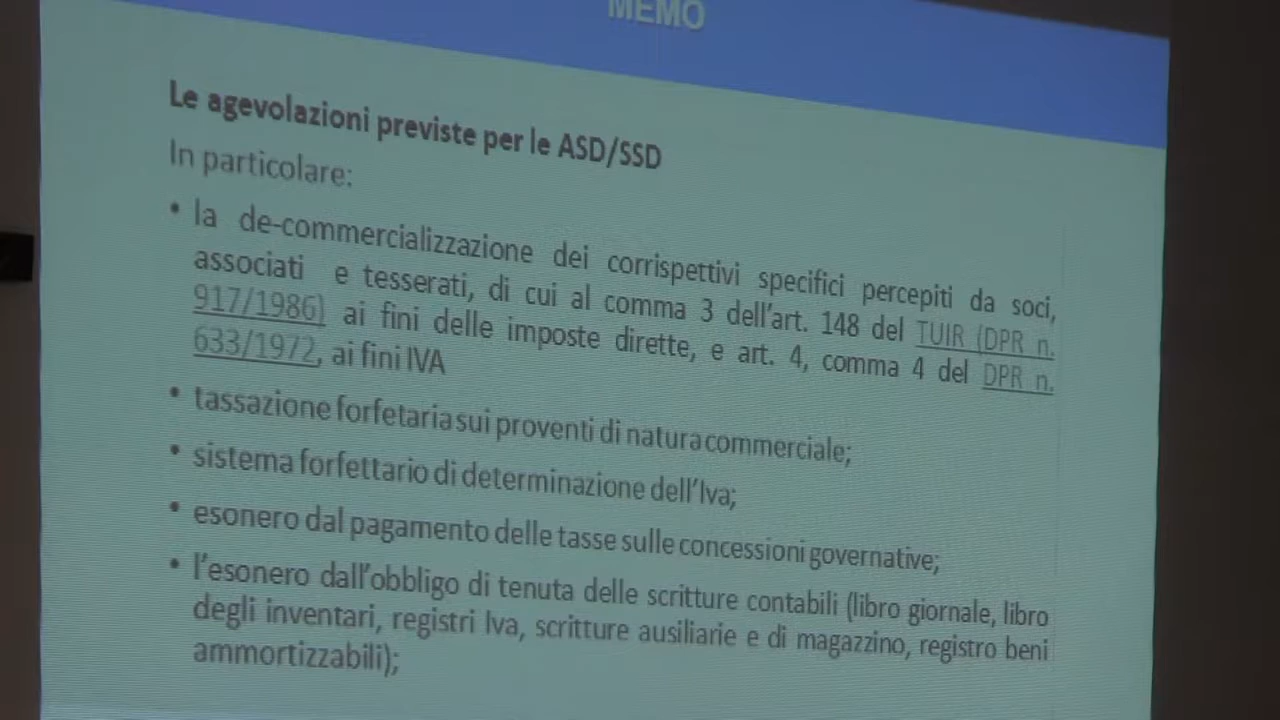 MEMO
Le agevolazioni previste per le ASD/SSD
In particolare:
• la de-commercializzazione dei corrispettivi specifici percepiti da soci,
associati e tesserati, di cui al comma 3 dell'art. 148 del TUIR (DPR n.
917/1986) ai fini delle imposte dirette, e art. 4, comma 4 del DPR n.
633/1972, ai fini IVA
• tassazione forfetaria sui proventi di natura commerciale;
• sistema forfettario di determinazione dell'Iva;
• esonero dal pagamento delle tasse sulle concessioni governative;
• l'esonero dall'obbligo di tenuta delle scritture contabili (libro giornale, libro
degli inventari, registri Iva, scritture ausiliarie e di magazzino, registro beni
ammortizzabili);